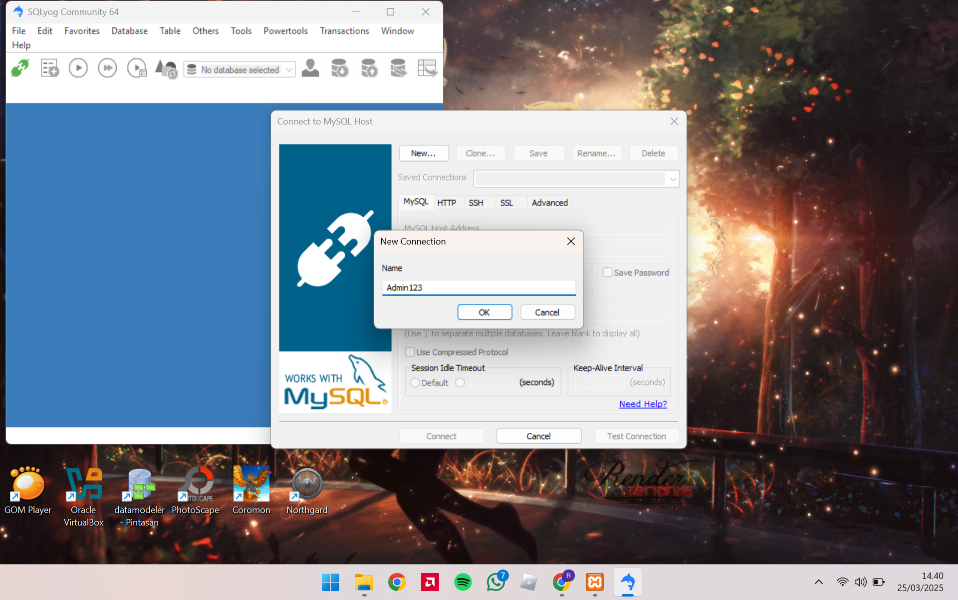 SQLyog Community 64
File Edit Favorites Database Table Others Tools Powertools Transactions Window
Help
No database selected
Connect to MySQL Host
New... Clone... Save Rename... Delete
Saved Connections
MySQL HTTP SSH SSL Advanced
MySQL Host Address
New Connection
Name
Save Password
Admin123
OK Cancel
(Use ';' to separate multiple databases. Leave blank to display all)
Use Compressed Protocol
Session Idle Timeout
Keep-Alive Interval
Default
(seconds)
(seconds)
Need Help?
WORKS WITH
MySQL®
Connect Cancel Test Connection
GOM Player
Oracle
VirtualBox
datamodeler
- Pintasan
PhotoScape
Coromon
Northgard
Render
7
R
14.40
25/03/2025